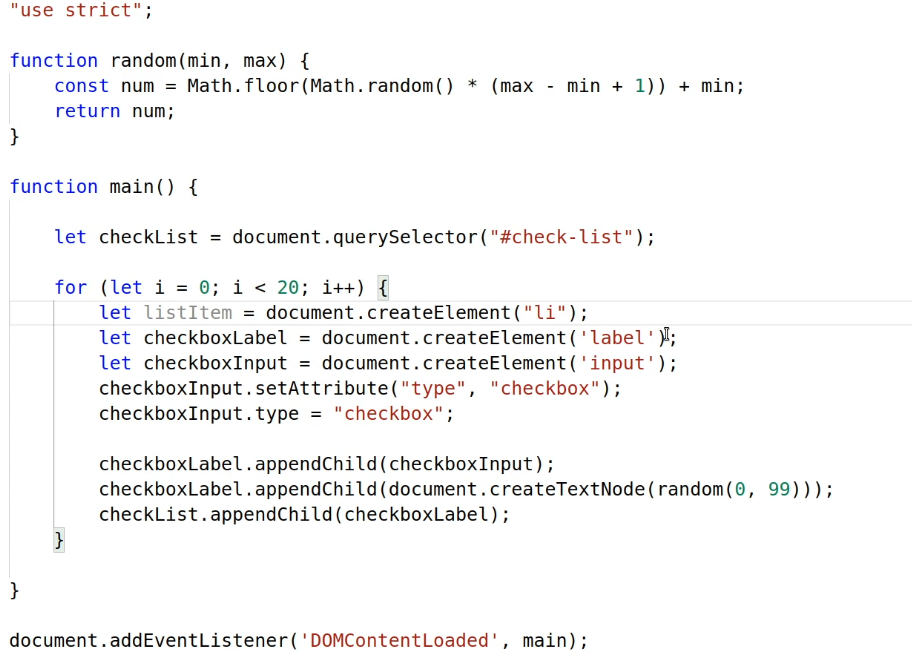 "use strict";
function random(min, max) {
    const num = Math.floor(Math.random() * (max - min + 1)) + min;
    return num;
}
function main() {
    let checkList = document.querySelector("#check-list");
    for (let i = 0; i < 20; i++) {
        let listItem = document.createElement("li");
        let checkboxLabel = document.createElement('label');
        let checkboxInput = document.createElement('input');
        checkboxInput.setAttribute("type", "checkbox");
        checkboxInput.type = "checkbox";
        checkboxLabel.appendChild(checkboxInput);
        checkboxLabel.appendChild(document.createTextNode(random(0, 99)));
        checkList.appendChild(checkboxLabel);
    }
}
document.addEventListener('DOMContentLoaded', main);